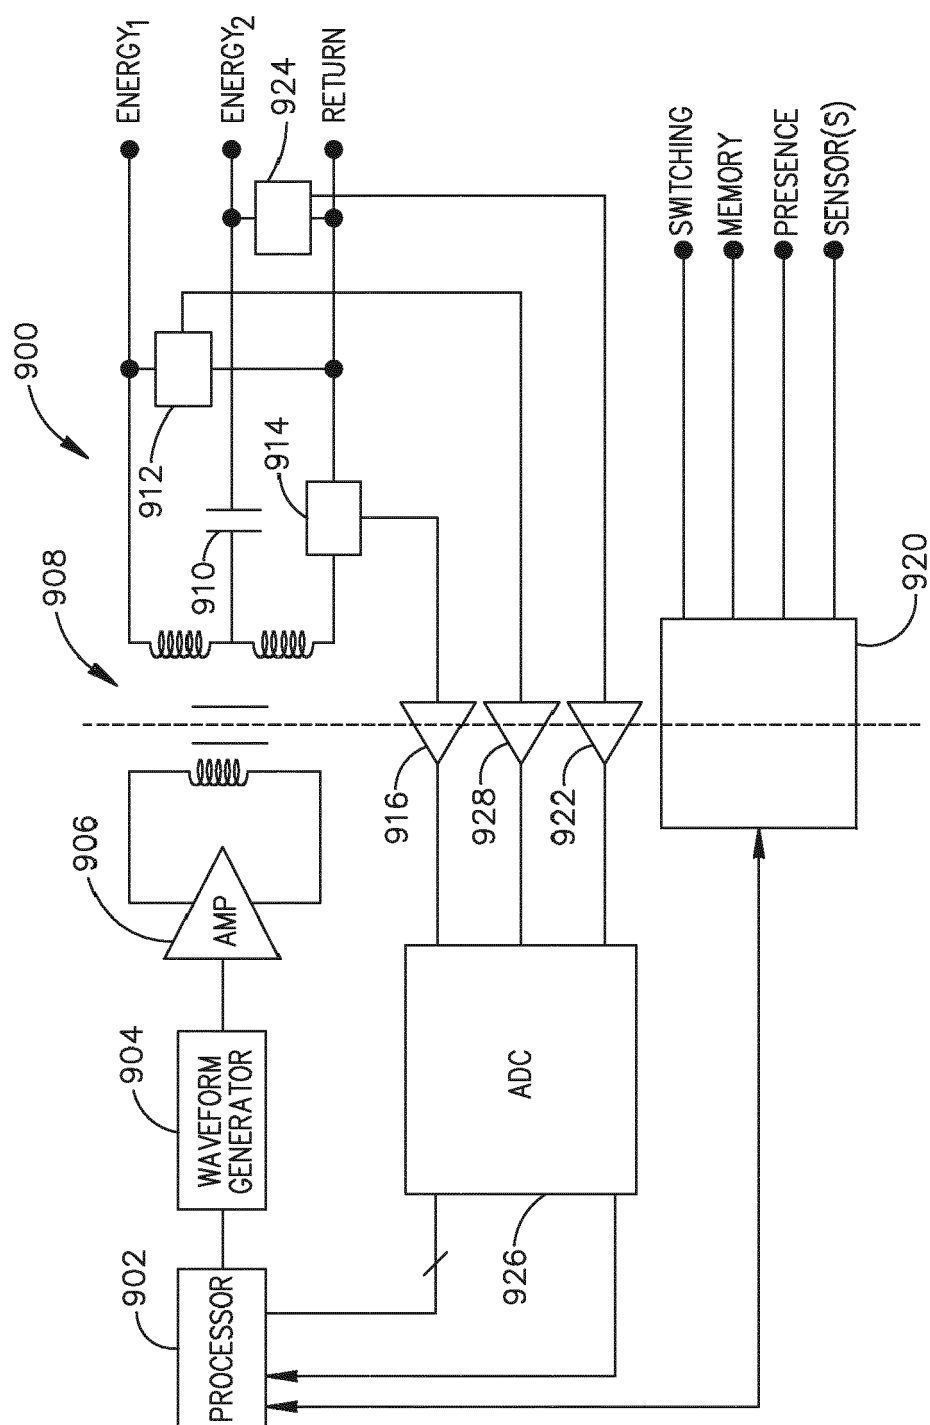 900
908
906
904
902
PROCESSOR
WAVEFORM
GENERATOR
AMP
910
912
914
924
ENERGY1
ENERGY2
RETURN
916
928
922
ADC
926
920
SWITCHING
MEMORY
PRESENCE
SENSOR(S)